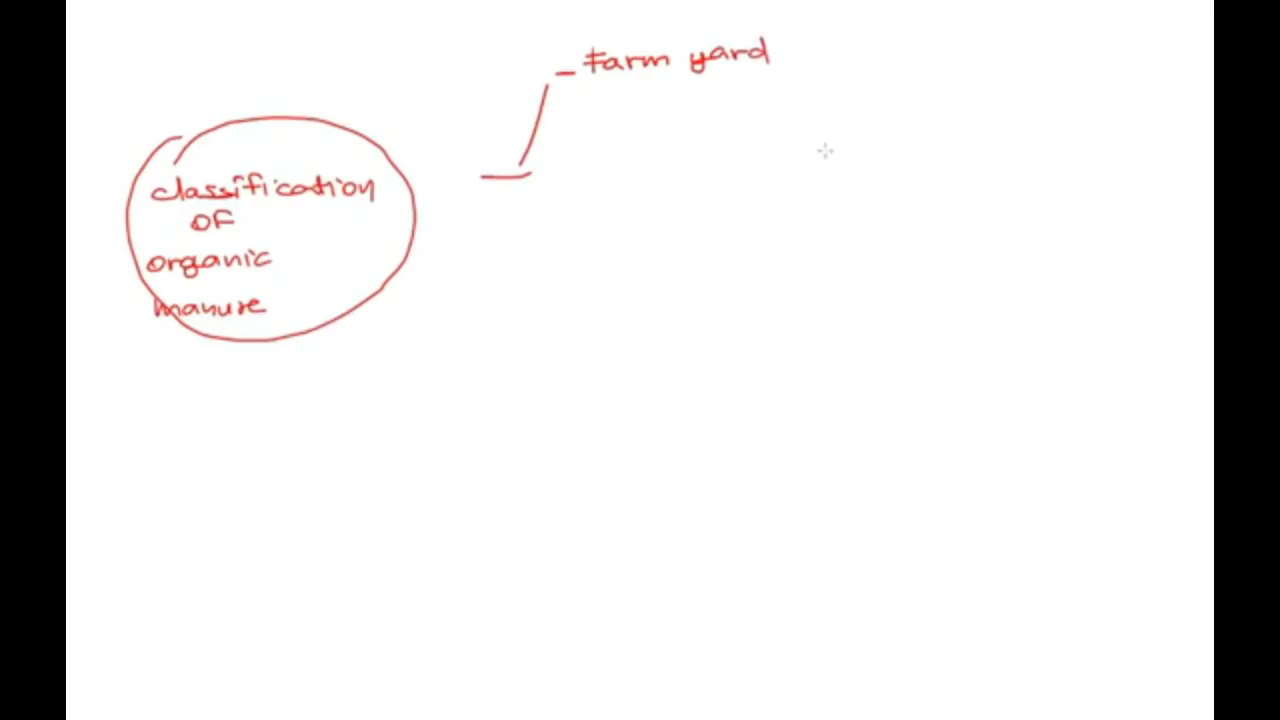 classification
OF
organic
manure
- Farm yard